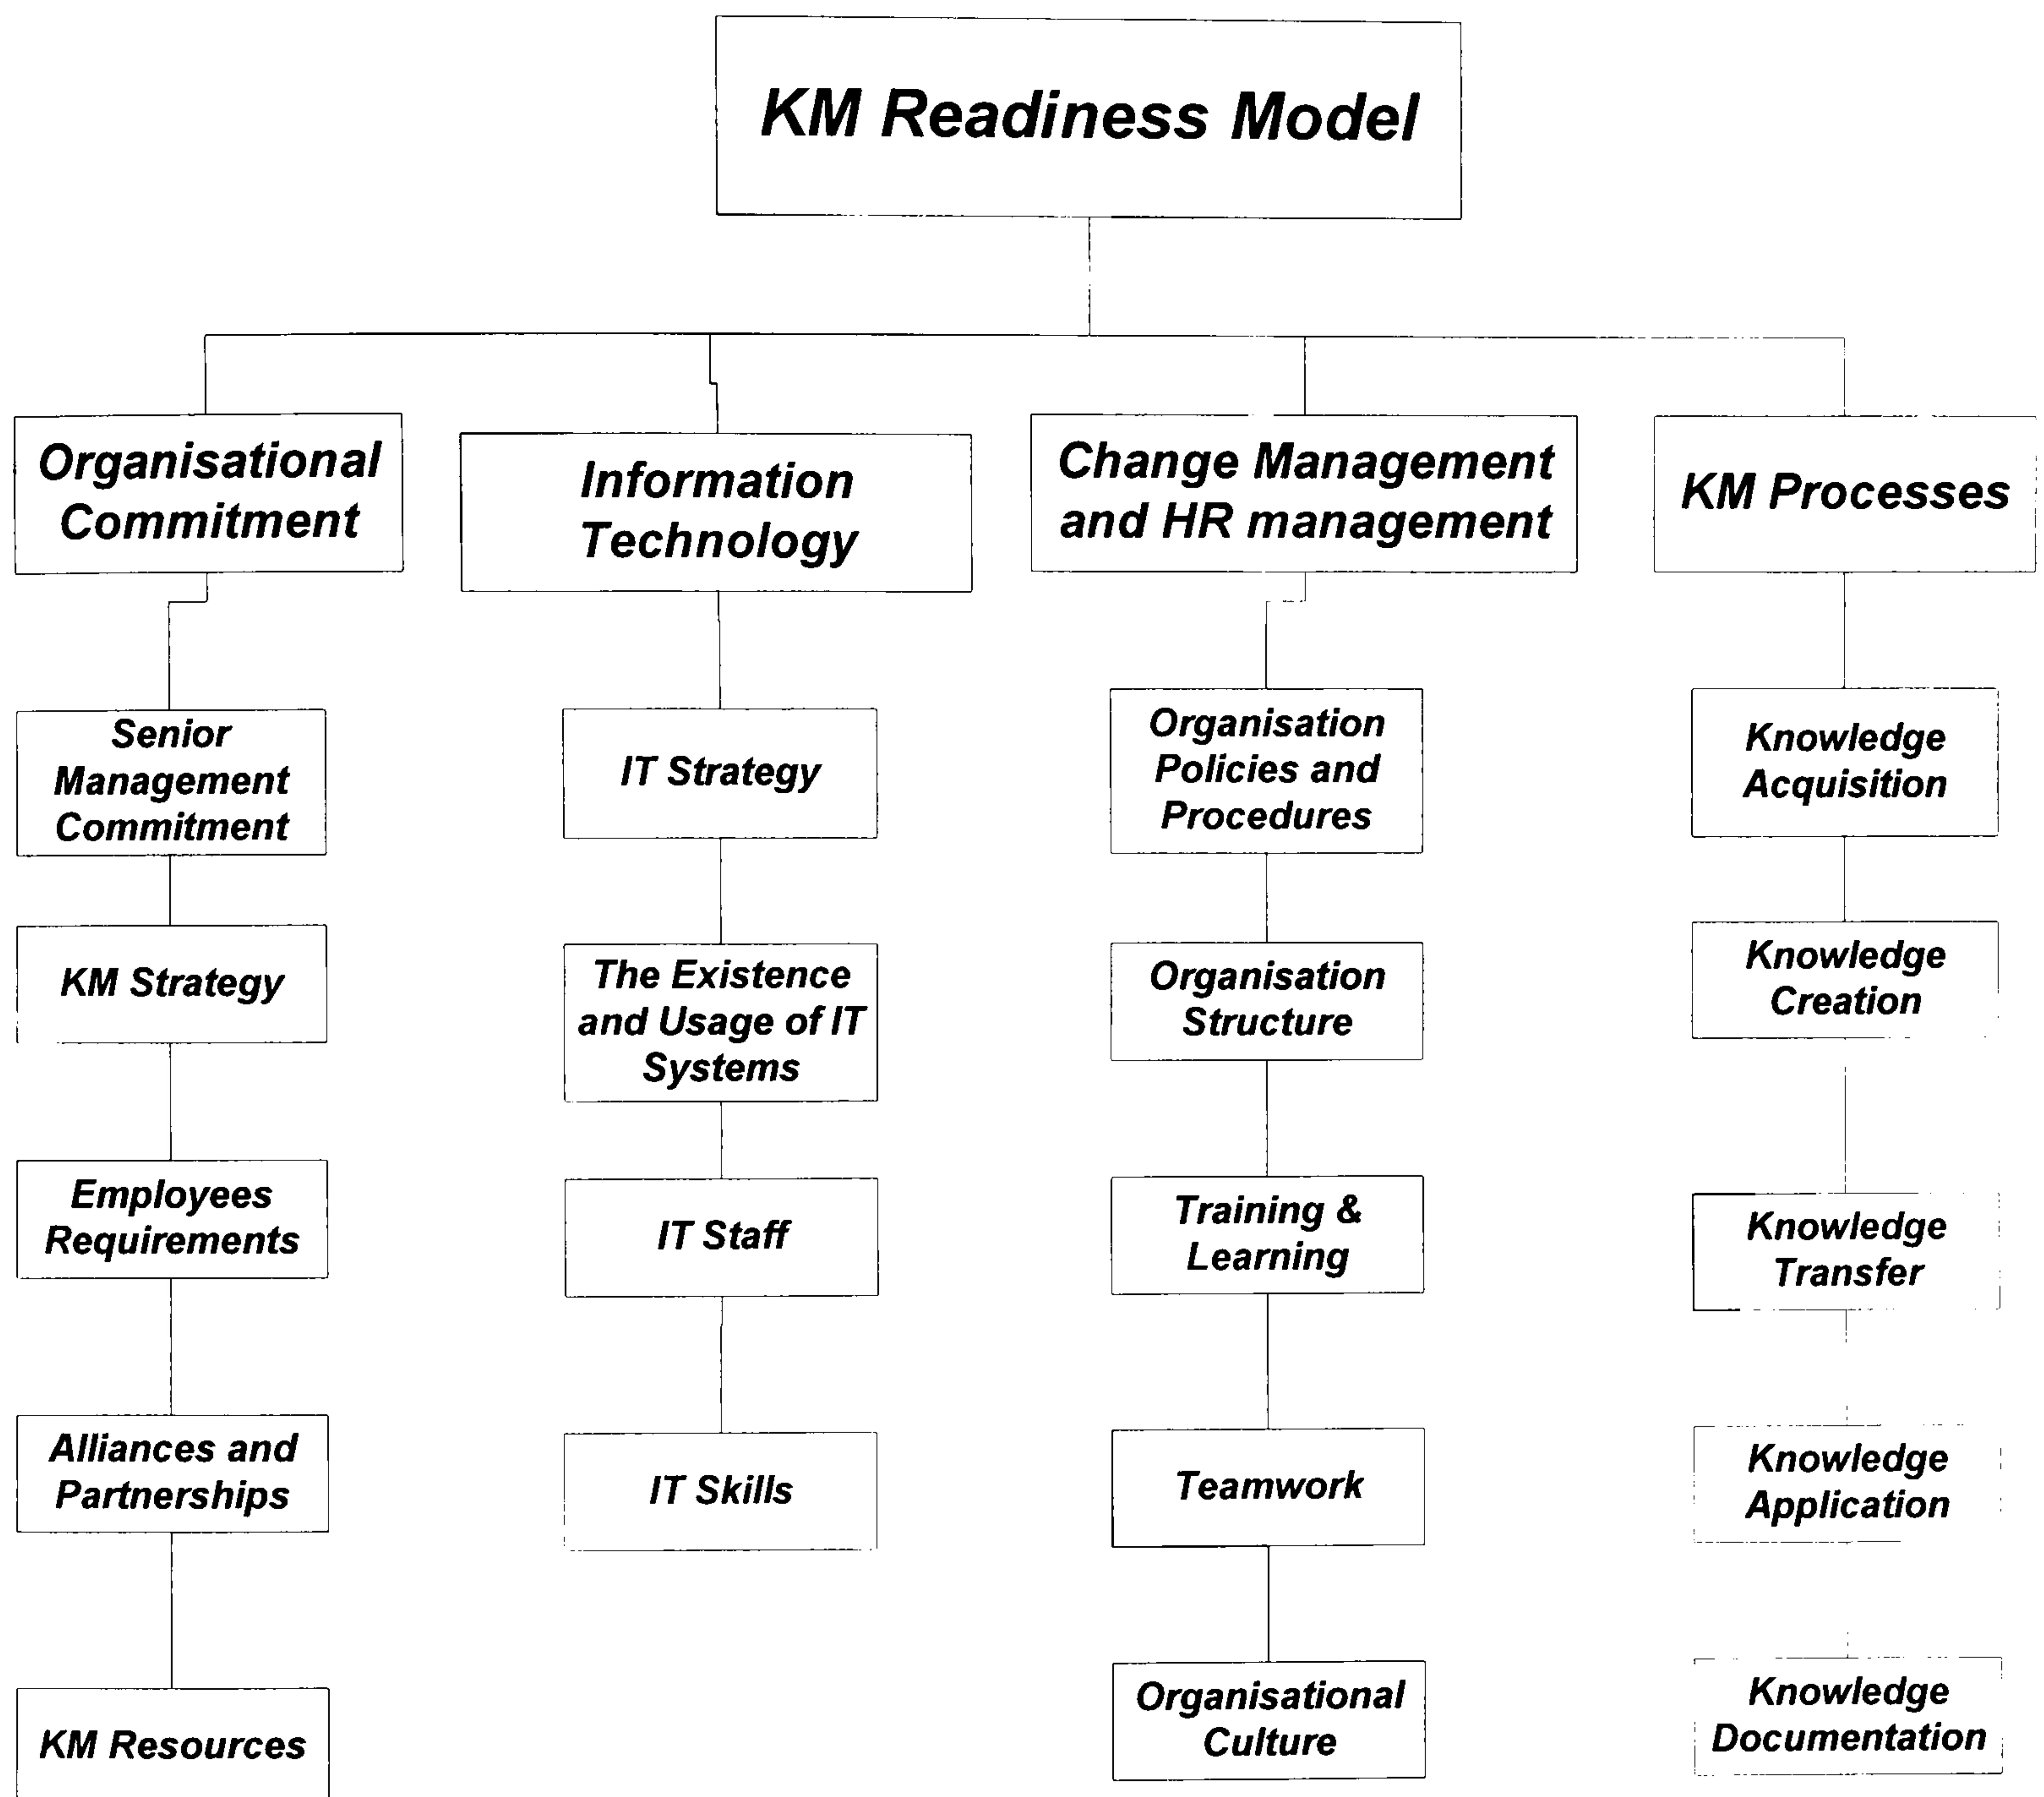 KM Readiness Model
Organisational
Commitment
Information
Technology
Change Management
and HR management
KM Processes
Senior
Management
Commitment
KM Strategy
Employees
Requirements
Alliances and
Partnerships
KM Resources
IT Strategy
The Existence
and Usage of IT
Systems
IT Staff
IT Skills
Organisation
Policies and
Procedures
Organisation
Structure
Training &
Learning
Teamwork
Organisational
Culture
Knowledge
Acquisition
Knowledge
Creation
Knowledge
Transfer
Knowledge
Application
Knowledge
Documentation